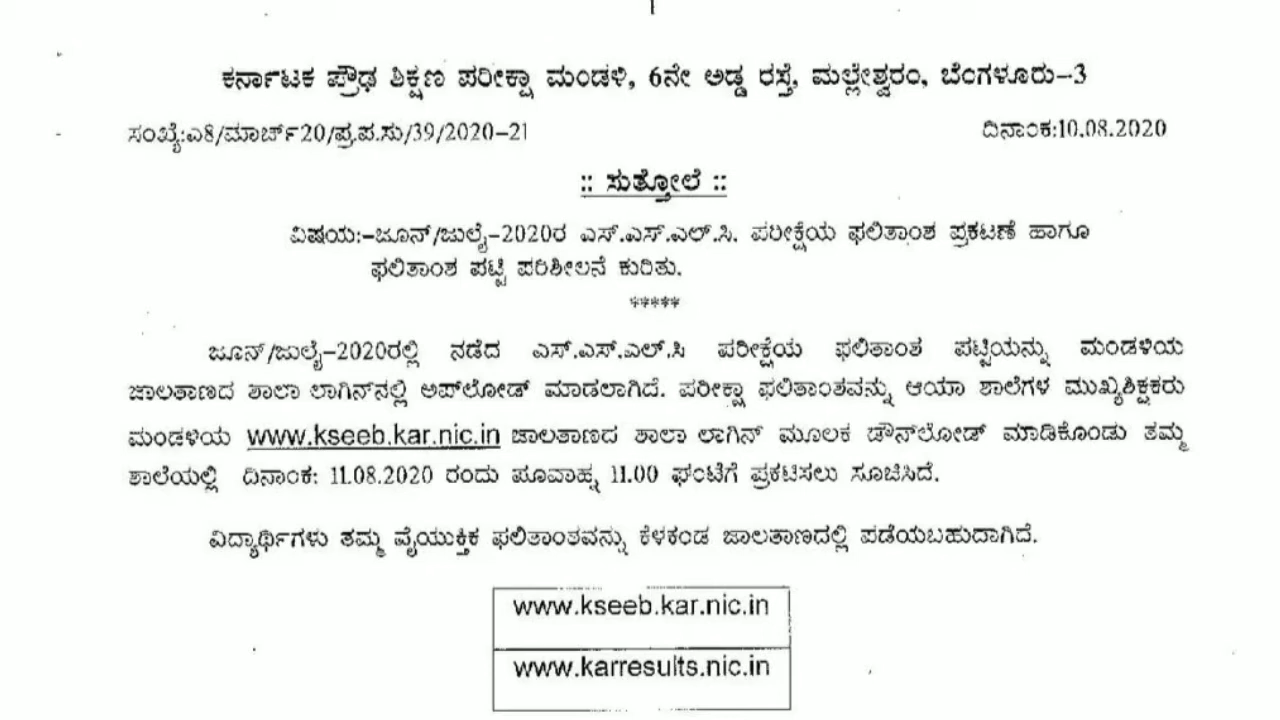 ಕರ್ನಾಟಕ ಪ್ರೌಢ ಶಿಕ್ಷಣ ಪರೀಕ್ಷಾ ಮಂಡಳಿ, 6ನೇ ಅಡ್ಡ ರಸ್ತೆ, ಮಲ್ಲೇಶ್ವರಂ, ಬೆಂಗಳೂರು-3
ಸಂಖ್ಯೆ:ಎ8/ಮಾರ್ಚ್20/ಪ್ರ.ಪ.ಸು/39/2020-21 ದಿನಾಂಕ:10.08.2020
:: ಸುತ್ತೋಲೆ ::
ವಿಷಯ:-ಜೂನ್/ಜುಲೈ-2020ರ ಎಸ್.ಎಸ್.ಎಲ್.ಸಿ. ಪರೀಕ್ಷೆಯ ಫಲಿತಾಂಶ ಪ್ರಕಟಣೆ ಹಾಗೂ
ಫಲಿತಾಂಶ ಪಟ್ಟಿ ಪರಿಶೀಲನೆ ಕುರಿತು.
*****
ಜೂನ್/ಜುಲೈ-2020ರಲ್ಲಿ ನಡೆದ ಎಸ್.ಎಸ್.ಎಲ್.ಸಿ ಪರೀಕ್ಷೆಯ ಫಲಿತಾಂಶ ಪಟ್ಟಿಯನ್ನು ಮಂಡಳಿಯ
ಜಾಲತಾಣದ ಶಾಲಾ ಲಾಗಿನ್‌ನಲ್ಲಿ ಅಪ್‌ಲೋಡ್ ಮಾಡಲಾಗಿದೆ. ಪರೀಕ್ಷಾ ಫಲಿತಾಂಶವನ್ನು ಆಯಾ ಶಾಲೆಗಳ ಮುಖ್ಯಶಿಕ್ಷಕರು
ಮಂಡಳಿಯ www.kseeb.kar.nic.in ಜಾಲತಾಣದ ಶಾಲಾ ಲಾಗಿನ್ ಮೂಲಕ ಡೌನ್‌ಲೋಡ್ ಮಾಡಿಕೊಂಡು ತಮ್ಮ
ಶಾಲೆಯಲ್ಲಿ ದಿನಾಂಕ: 11.08.2020 ರಂದು ಪೂರ್ವಾಹ್ನ 11.00 ಘಂಟೆಗೆ ಪ್ರಕಟಿಸಲು ಸೂಚಿಸಿದೆ.
ವಿದ್ಯಾರ್ಥಿಗಳು ತಮ್ಮ ವೈಯುಕ್ತಿಕ ಫಲಿತಾಂಶವನ್ನು ಕೆಳಕಂಡ ಜಾಲತಾಣದಲ್ಲಿ ಪಡೆಯಬಹುದಾಗಿದೆ.
www.kseeb.kar.nic.in
www.karresults.nic.in